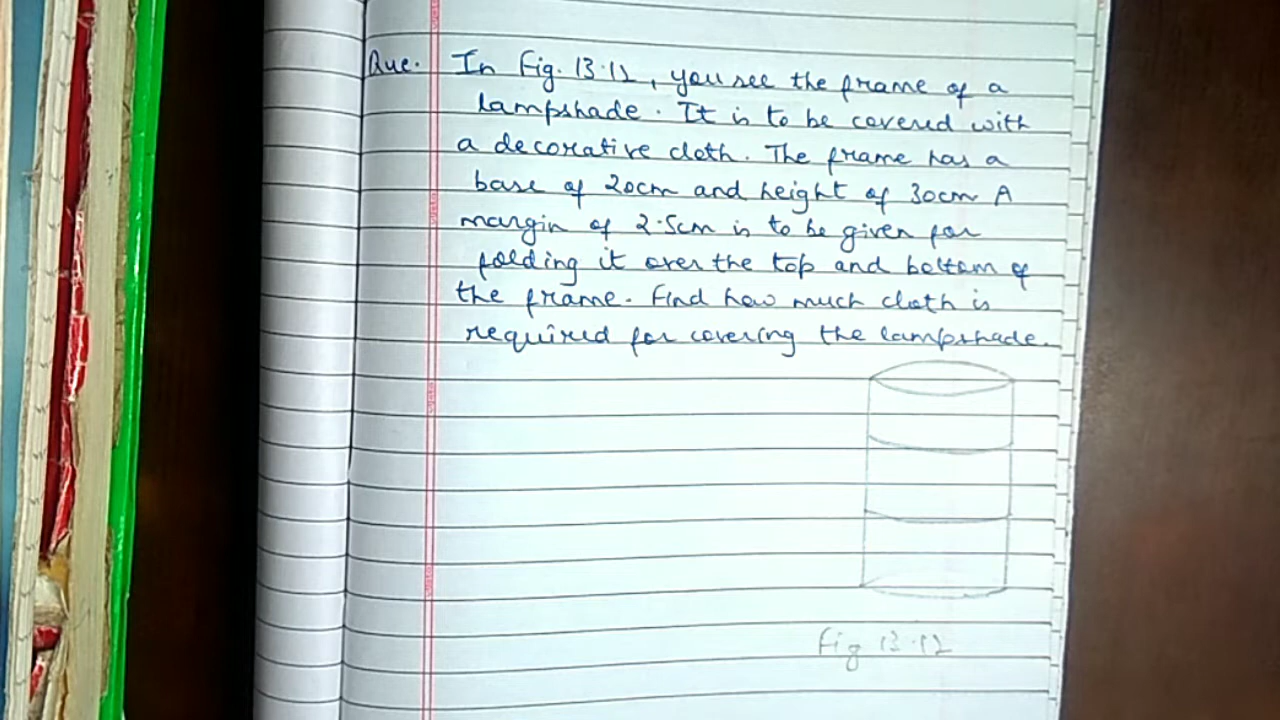 Que. In Fig. 13.12, you see the frame of a
lampshade. It is to be covered with
a decorative cloth. The frame has a
base of 20cm and height of 30cm A
margin of 2.5cm is to be given for
folding it over the top and bottom of
the frame. Find how much cloth is
required for covering the lampshade.
Fig 13.12